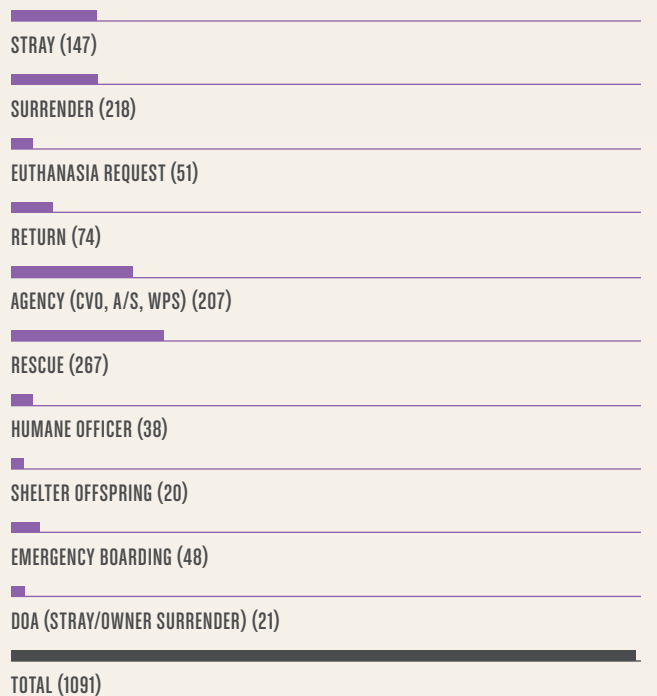 STRAY (147)
SURRENDER (218)
EUTHANASIA REQUEST (51)
RETURN (74)
AGENCY (CVO, A/S, WPS) (207)
RESCUE (267)
HUMANE OFFICER (38)
SHELTER OFFSPRING (20)
EMERGENCY BOARDING (48)
DOA (STRAY/OWNER SURRENDER) (21)
TOTAL (1091)